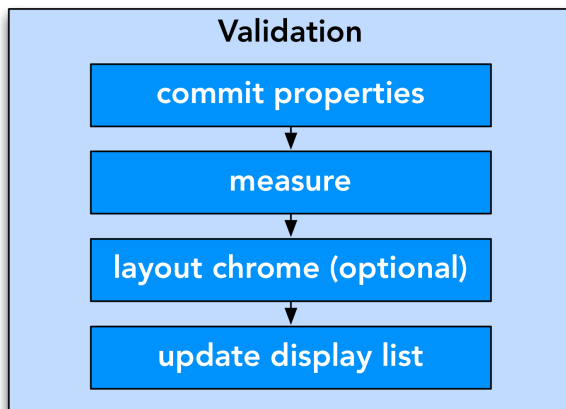 Validation
commit properties
measure
layout chrome (optional)
update display list